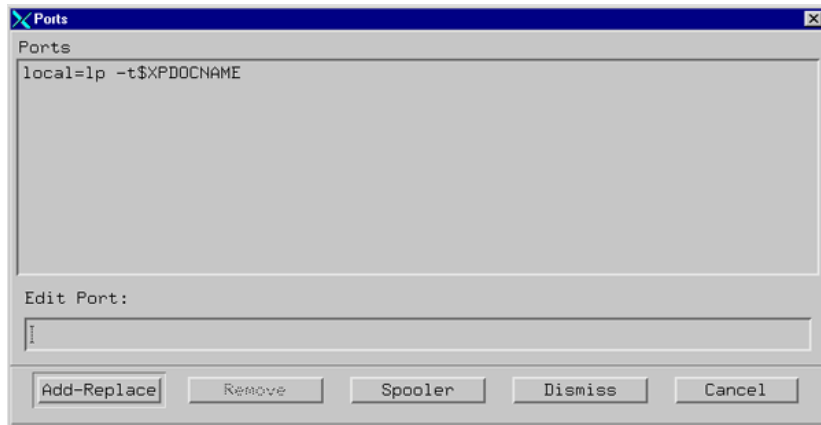 Ports
Ports
local=lp -t$XPDOCNAME
Edit Port:
Add-Replace Remove Spooler Dismiss Cancel